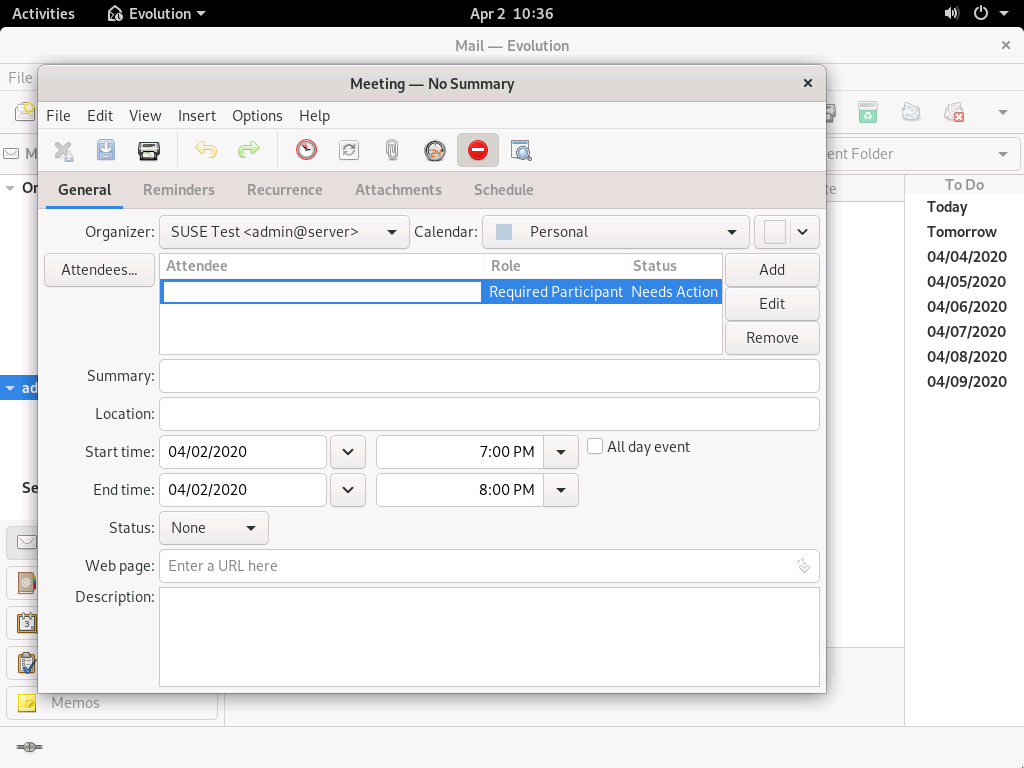 Activities Evolution Apr 2 10:36
Mail — Evolution
File
Meeting — No Summary
File Edit View Insert Options Help
General Reminders Recurrence Attachments Schedule
Organizer: SUSE Test <admin@server> Calendar: Personal
Attendees... Attendee Role Status Add
Required Participant Needs Action
Edit
Remove
Summary:
Location:
Start time: 04/02/2020 7:00 PM All day event
End time: 04/02/2020 8:00 PM
Status: None
Web page: Enter a URL here
Description:
M
ent Folder
On
te
ad
Se
Memos
To Do
Today
Tomorrow
04/04/2020
04/05/2020
04/06/2020
04/07/2020
04/08/2020
04/09/2020